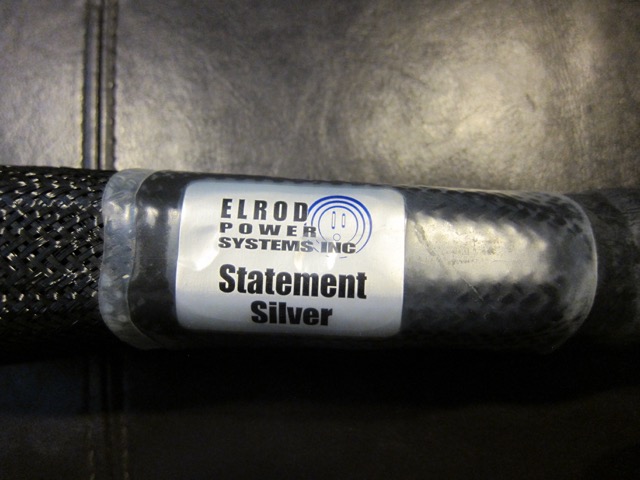 ELROD
POWER
SYSTEMS INC
Statement
Silver